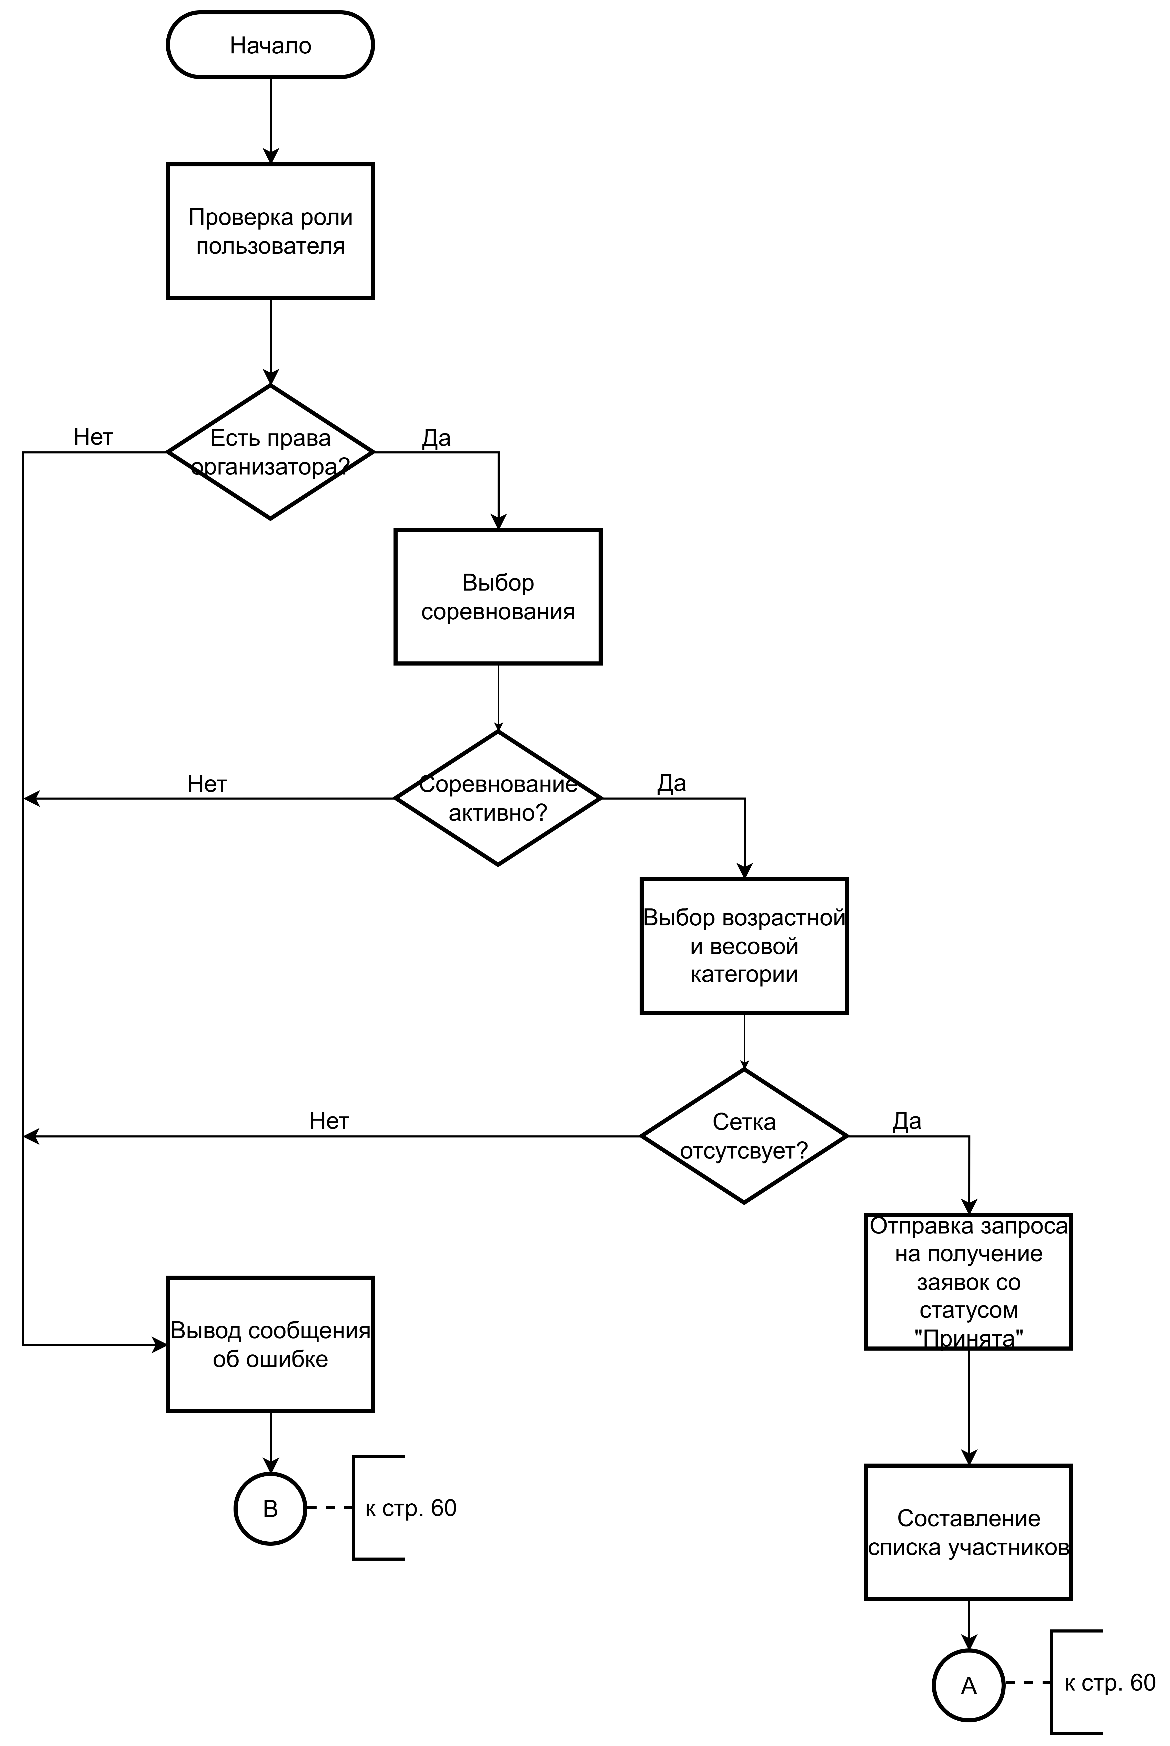 Начало
Проверка роли
пользователя
Есть права
организатора?
Нет
Да
Выбор
соревнования
Соревнование
активно?
Нет
Да
Выбор возрастной
и весовой
категории
Сетка
отсутсвует?
Нет
Да
Отправка запроса
на получение
заявок со
статусом
"Принята"
Вывод сообщения
об ошибке
В
к стр. 60
Составление
списка участников
А
к стр. 60